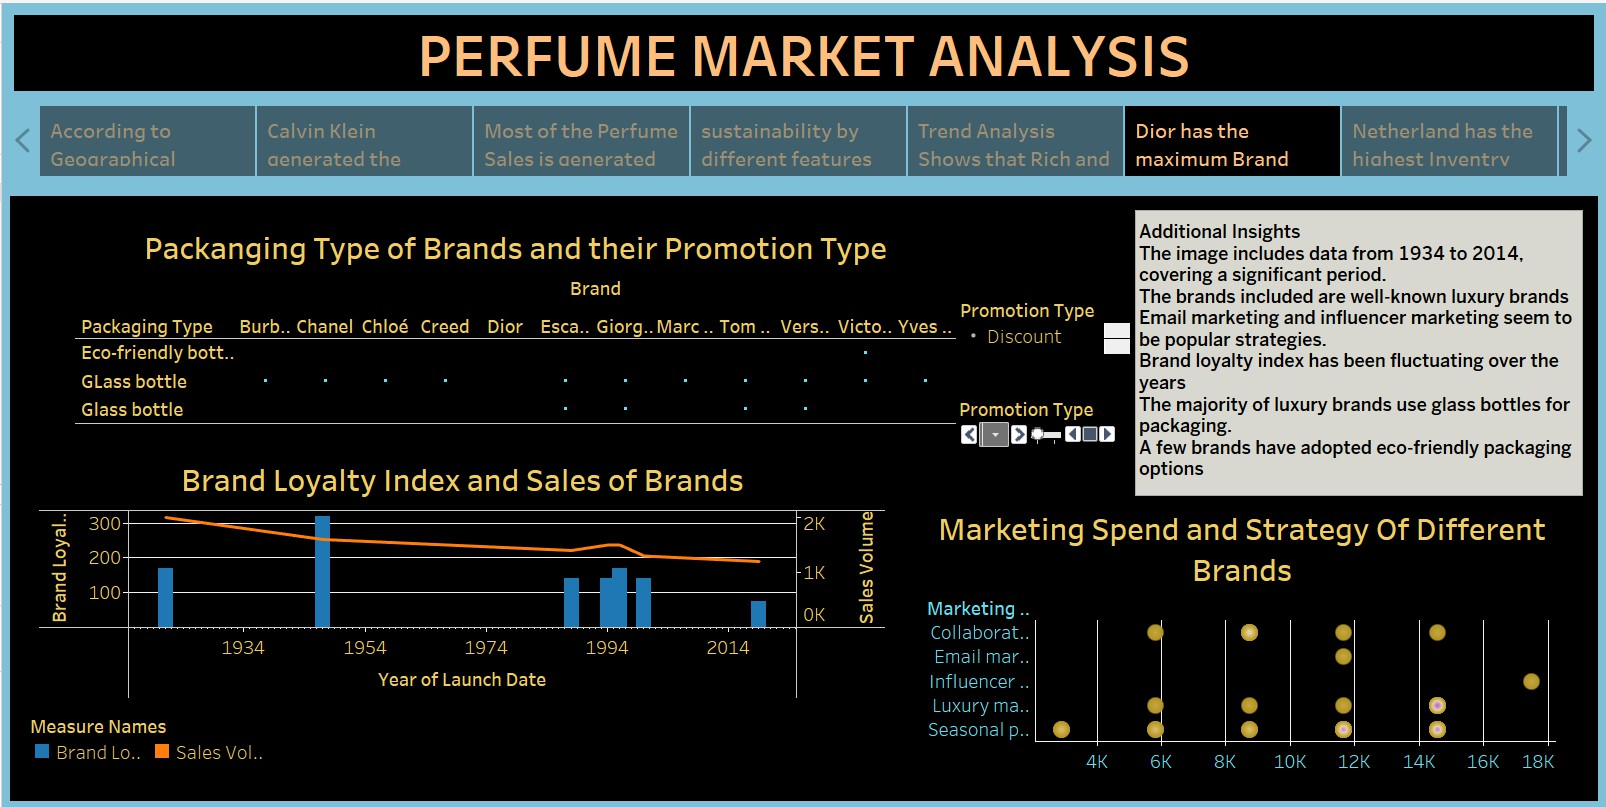 PERFUME MARKET ANALYSIS
According to
Geographical
Calvin Klein
generated the
Most of the Perfume
Sales is generated
sustainability by
different features
Trend Analysis
Shows that Rich and
Dior has the
maximum Brand
Netherland has the
highest Inventry
Packanging Type of Brands and their Promotion Type
Brand
Packaging Type Burb.. Chanel Chloé Creed Dior Esca.. Giorg.. Marc .. Tom .. Vers.. Victo.. Yves ..
Eco-friendly bott..
GLass bottle
Glass bottle
Promotion Type
Discount
Promotion Type
Additional Insights
The image includes data from 1934 to 2014,
covering a significant period.
The brands included are well-known luxury brands
Email marketing and influencer marketing seem to
be popular strategies.
Brand loyalty index has been fluctuating over the
years
The majority of luxury brands use glass bottles for
packaging.
A few brands have adopted eco-friendly packaging
options
Brand Loyalty Index and Sales of Brands
Brand Loyal..
300
200
100
2K
1K
0K
Sales Volume
1934 1954 1974 1994 2014
Year of Launch Date
Measure Names
Brand Lo.. Sales Vol..
Marketing Spend and Strategy Of Different
Brands
Marketing ..
Collaborat..
Email mar..
Influencer ..
Luxury ma..
Seasonal p..
4K 6K 8K 10K 12K 14K 16K 18K